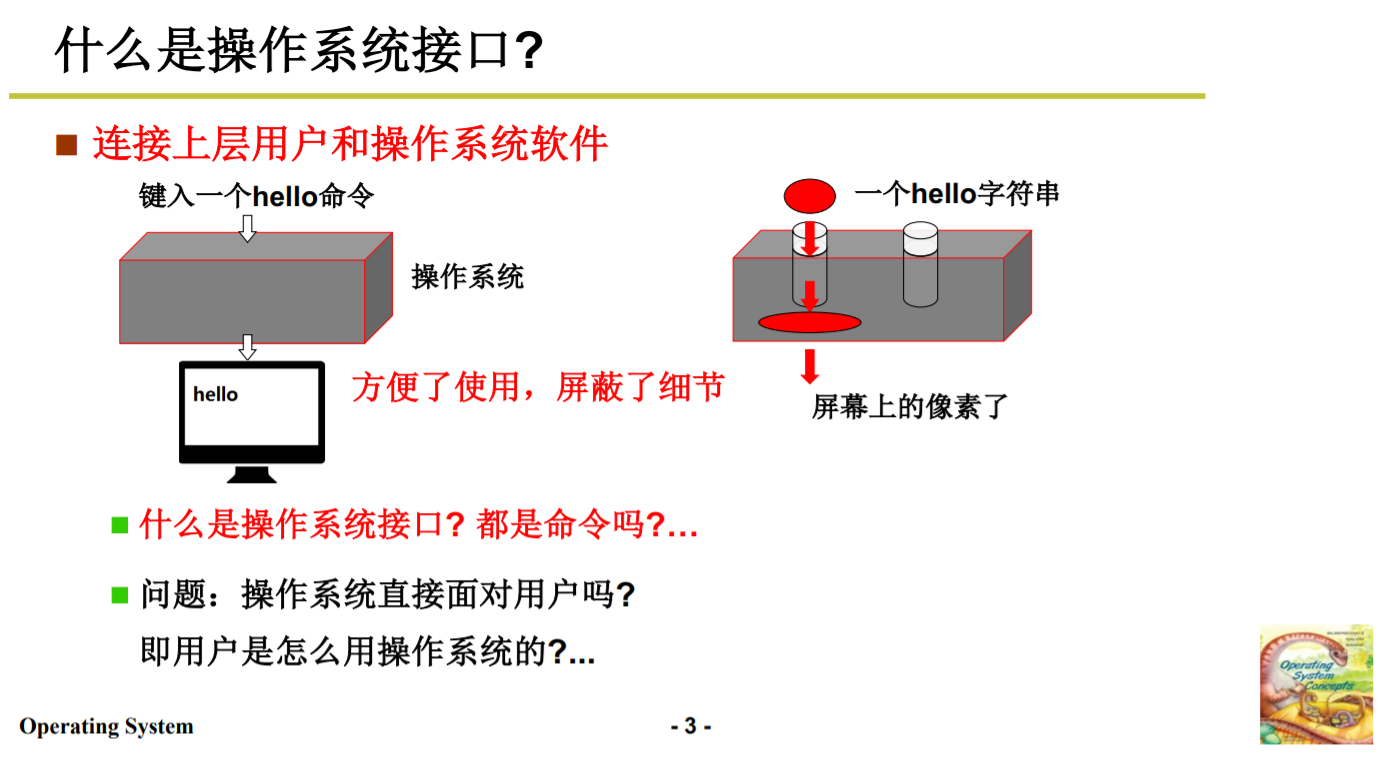 什么是操作系统接口?
连接上层用户和操作系统软件
键入一个hello命令
一个hello字符串
操作系统
hello
方便了使用，屏蔽了细节
屏幕上的像素了
什么是操作系统接口? 都是命令吗?…
问题：操作系统直接面对用户吗?
即用户是怎么用操作系统的?...
Operating
System
Concepts
Operating System
- 3 -